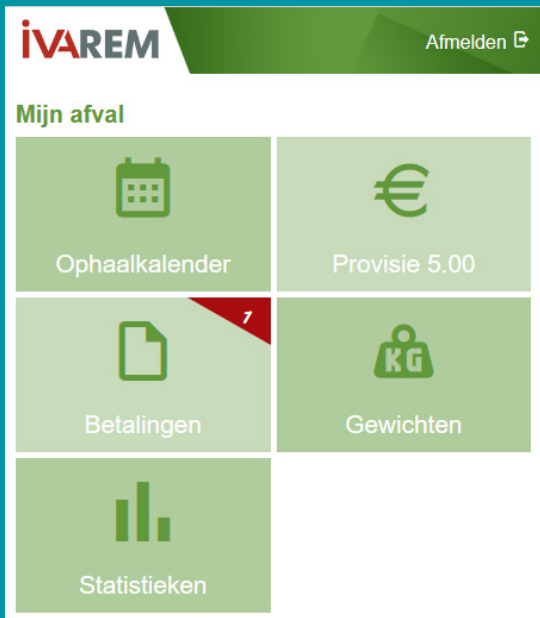 iVAREM
Afmelden
Mijn afval
Ophaalkalender
Provisie 5.00
1
Betalingen
KG
Gewichten
Statistieken